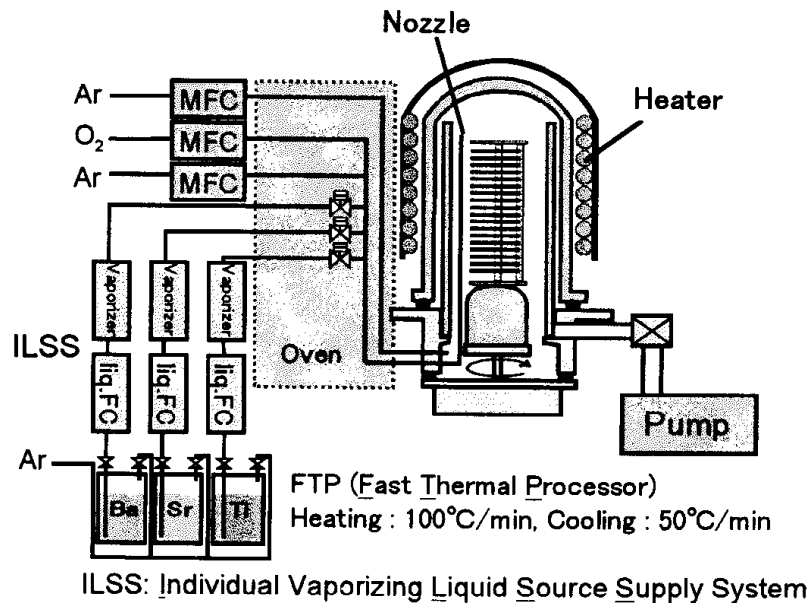 Nozzle
Heater
Ar
MFC
O₂
MFC
Ar
MFC
Vaporizer
Vaporizer
Vaporizer
ILSS
liq.FC
liq.FC
liq.FC
Oven
Pump
Ar
Ba
Sr
Ti
FTP (Fast Thermal Processor)
Heating : 100°C/min, Cooling : 50°C/min
ILSS: Individual Vaporizing Liquid Source Supply System